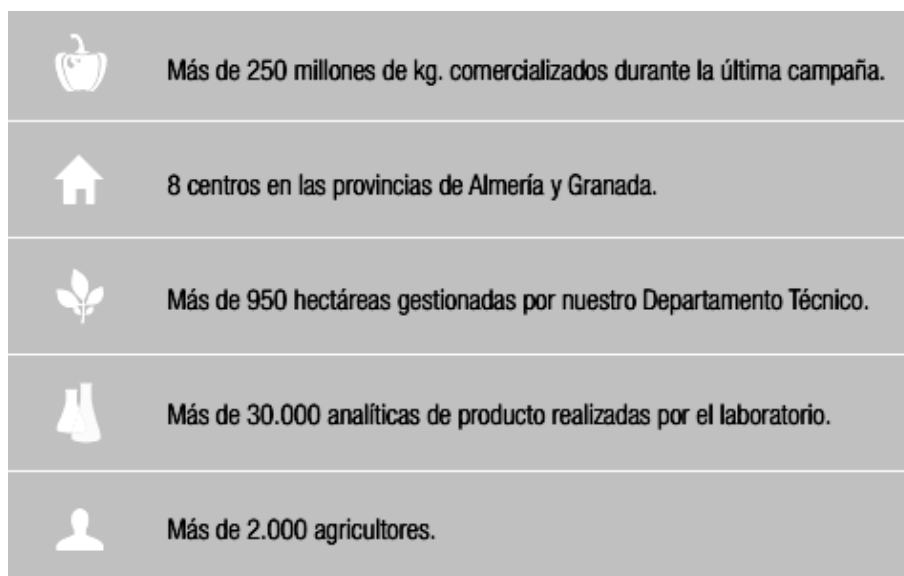 Más de 250 millones de kg. comercializados durante la última campaña.
8 centros en las provincias de Almería y Granada.
Más de 950 hectáreas gestionadas por nuestro Departamento Técnico.
Más de 30.000 analíticas de producto realizadas por el laboratorio.
Más de 2.000 agricultores.